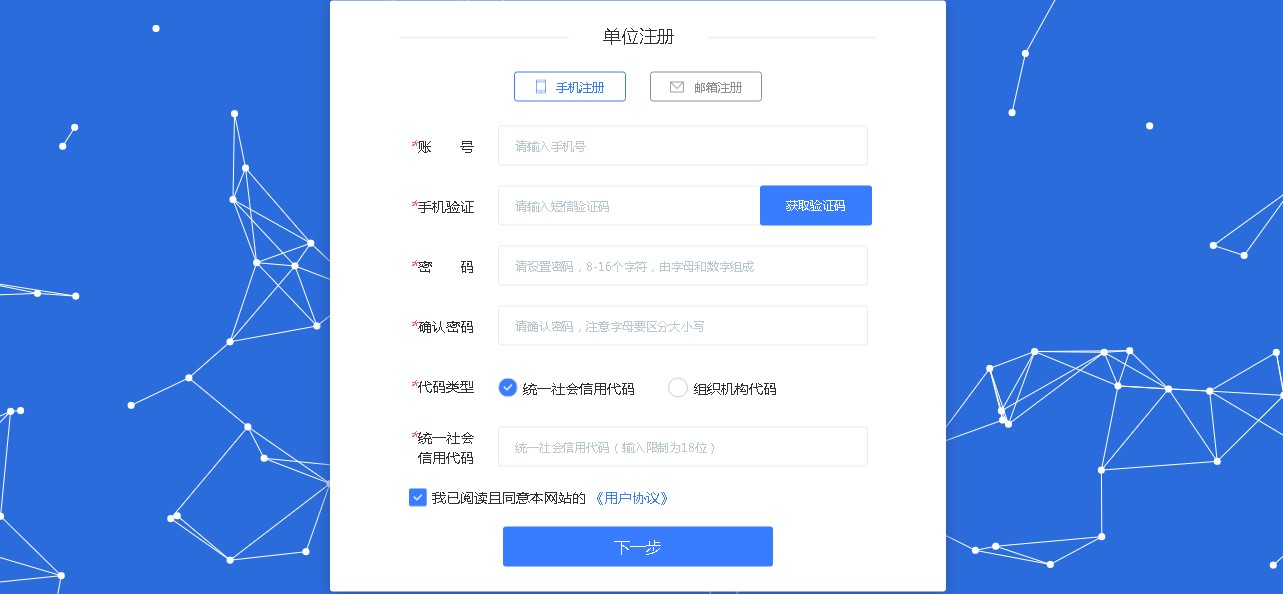 单位注册
手机注册 邮箱注册
*账 号 请输入手机号
*手机验证 请输入短信验证码 获取验证码
*密 码 请设置密码，8-16个字符，由字母和数字组成
*确认密码 请确认密码，注意字母要区分大小写
*代码类型 统一社会信用代码 组织机构代码
*统一社会
信用代码 统一社会信用代码（输入限制为18位）
我已阅读且同意本网站的 《用户协议》
下一步